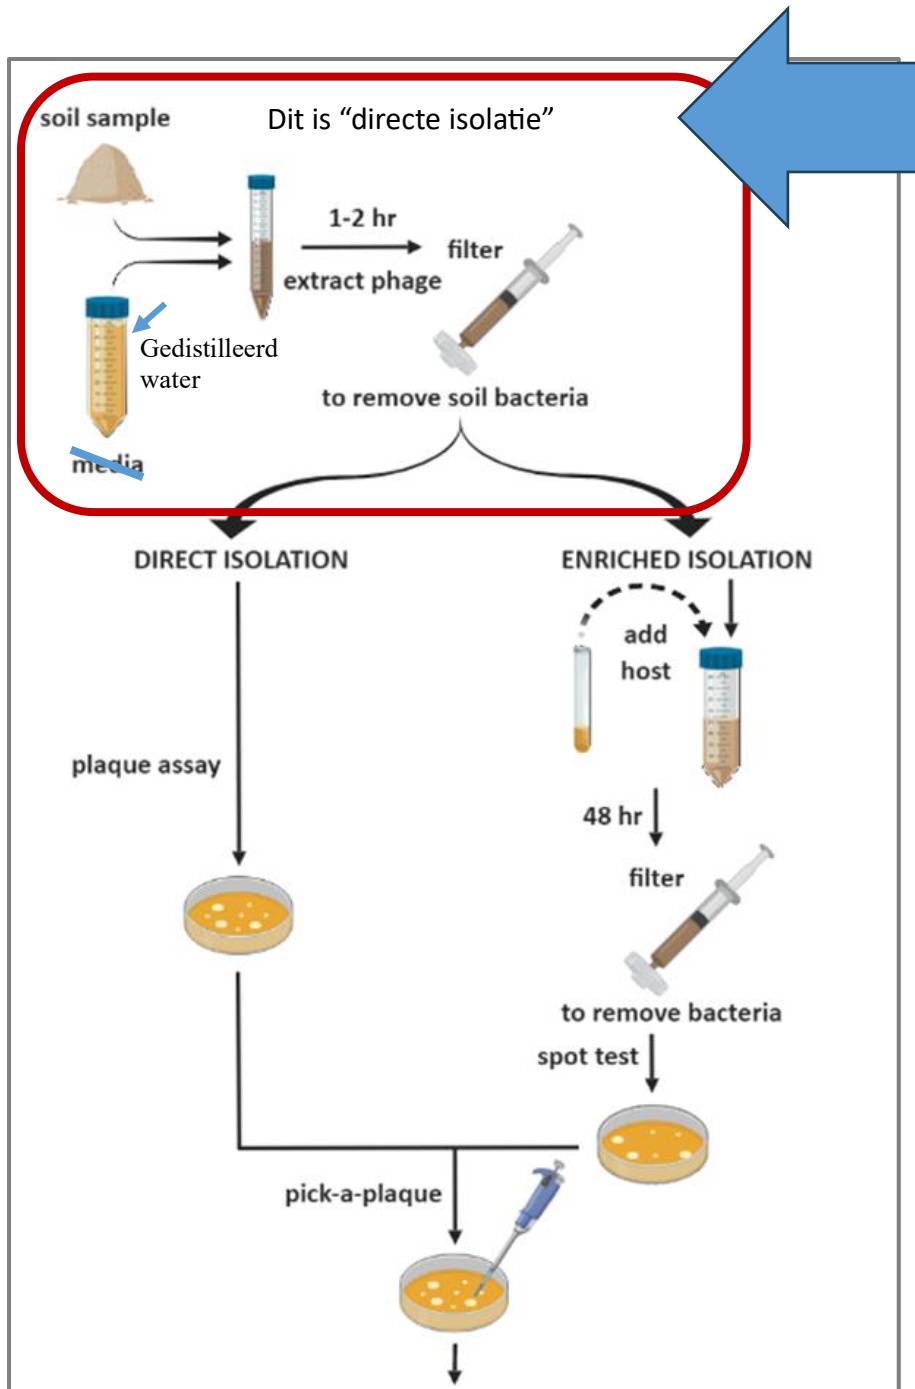 soil sample
Dit is “directe isolatie”
1-2 hr
extract phage
filter
Gedistilleerd
water
to remove soil bacteria
media
DIRECT ISOLATION
ENRICHED ISOLATION
add
host
plaque assay
48 hr
filter
to remove bacteria
spot test
pick-a-plaque